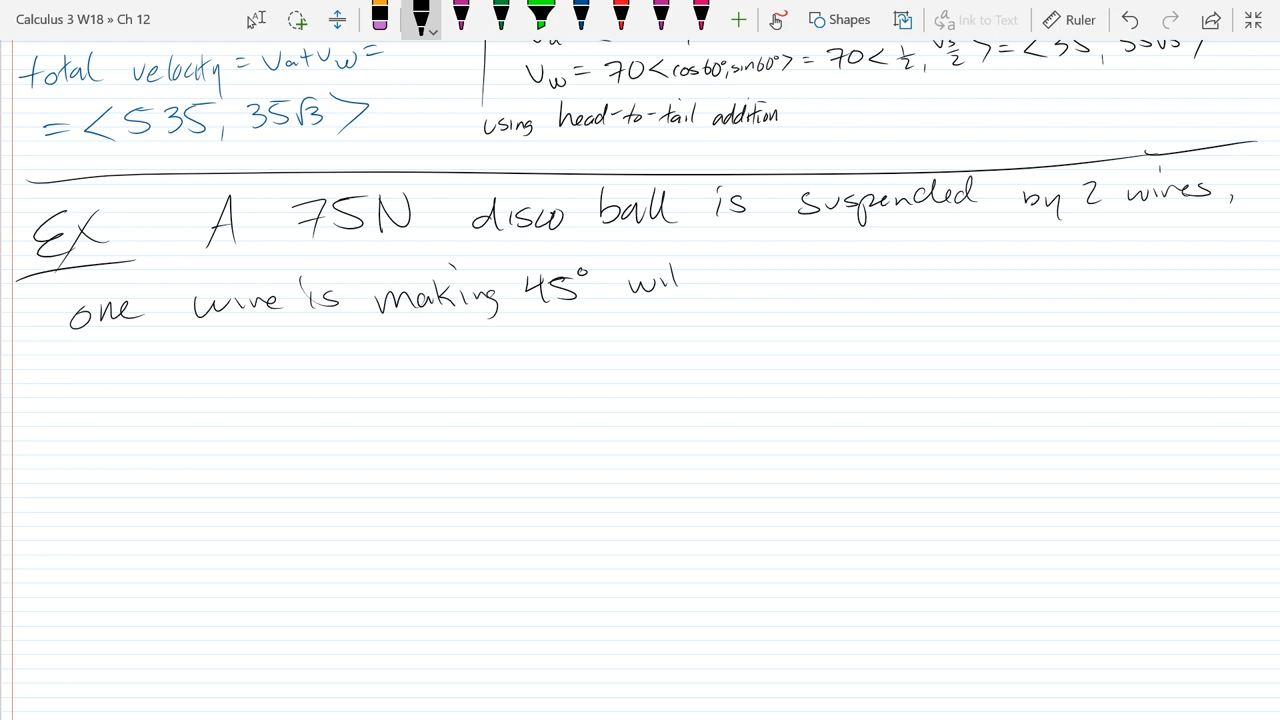 Calculus 3 W18 » Ch 12
Link to Text
Shapes
Ruler
total velocity = Va + Vw =
= < 535, 35√3 >
Vw = 70 <cos60°, sin60°> = 70 < 1/2, √3/2 > = < 35, 35√3 >
using head-to-tail addition
EX A 75N disco ball is suspended by 2 wires,
one wire is making 45° wit